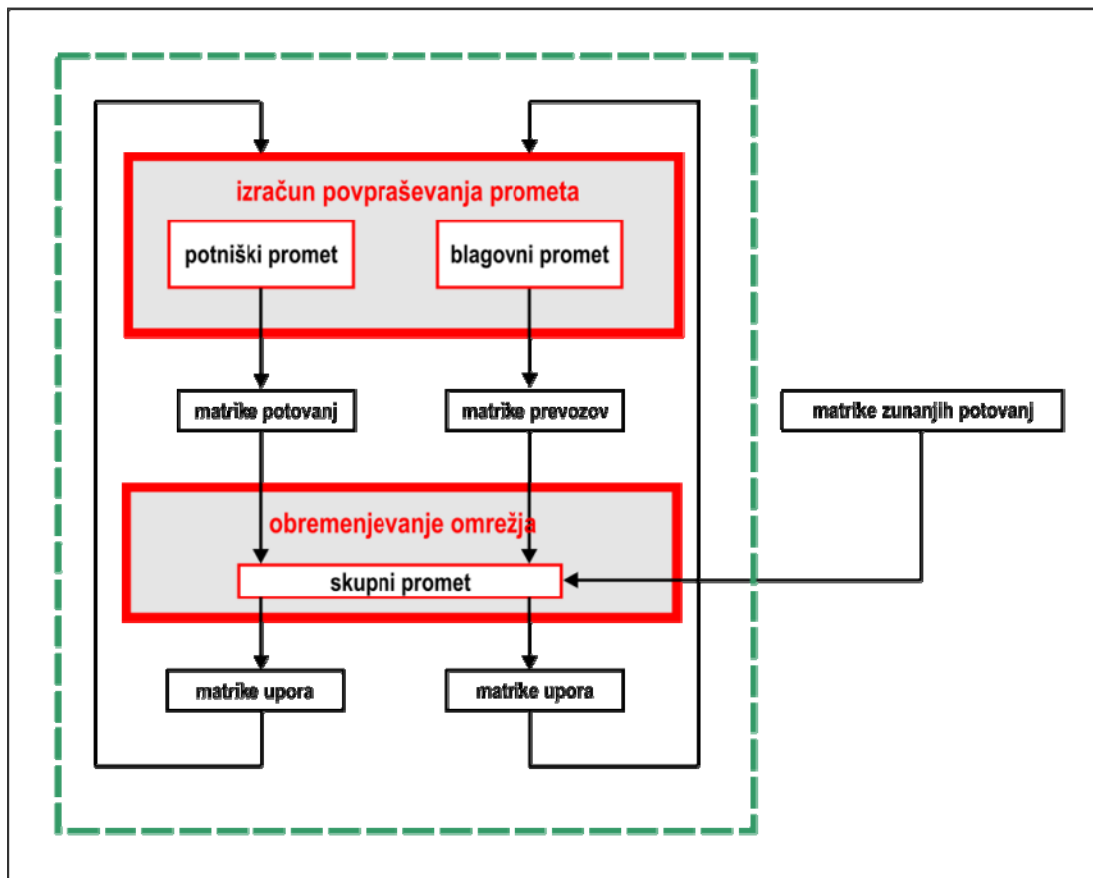 izračun povpraševanja prometa
potniški promet
blagovni promet
matrike potovanj
matrike prevozov
matrike zunanjih potovanj
obremenjevanje omrežja
skupni promet
matrike upora
matrike upora